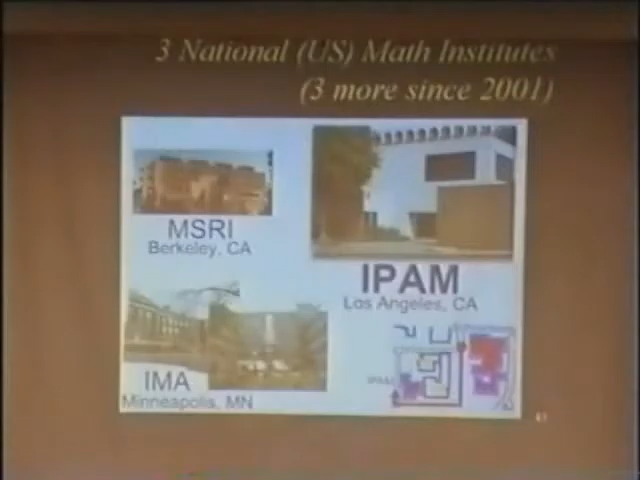 3 National (US) Math Institutes
(3 more since 2001)
MSRI
Berkeley, CA
IPAM
Los Angeles, CA
IMA
Minneapolis, MN
IPAM